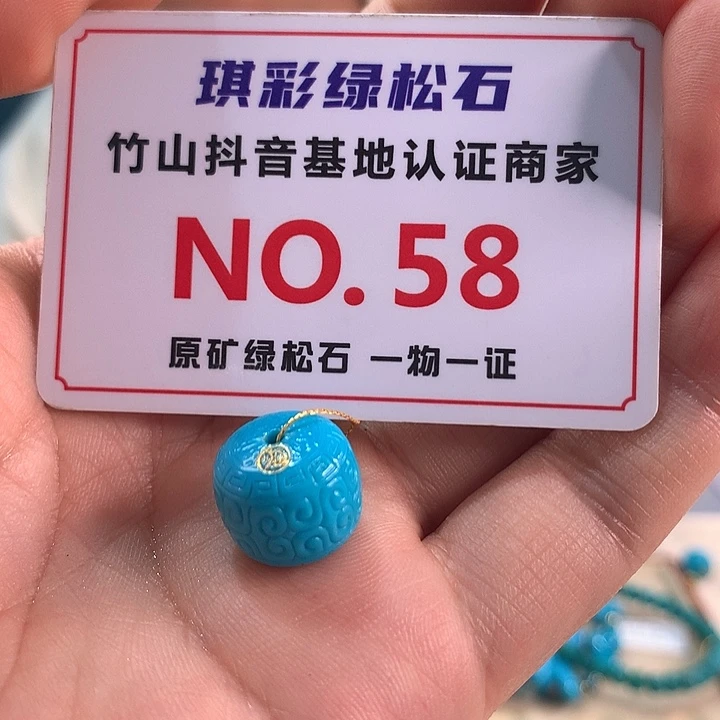 琪彩绿松石
竹山抖音基地认证商家
NO. 58
原矿绿松石 一物一证